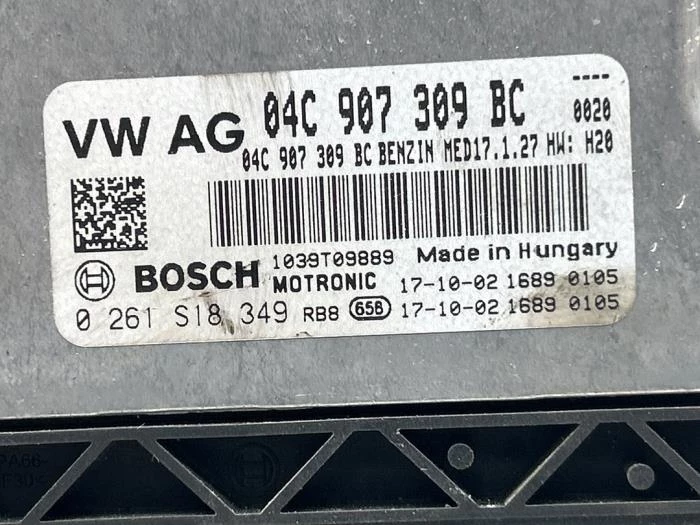 ----
VW AG 04C 907 309 BC 0020
04C 907 309 BC BENZIN MED17.1.27 HW: H20
1039T09889 Made in Hungary
BOSCH MOTRONIC 17-10-02 1689 0105
0 261 S18 349 RB8 656 17-10-02 1689 0105